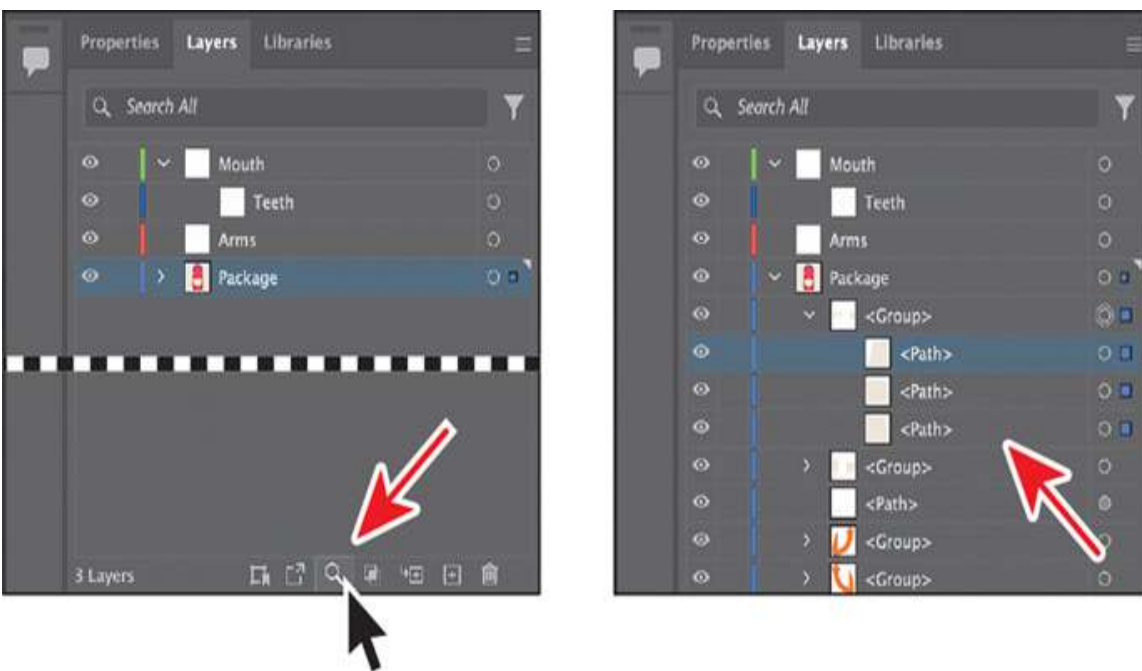 Properties Layers Libraries
Search All
Mouth
Teeth
Arms
Package
3 Layers
Properties Layers Libraries
Search All
Mouth
Teeth
Arms
Package
<Group>
<Path>
<Path>
<Path>
<Group>
<Path>
<Group>
<Group>